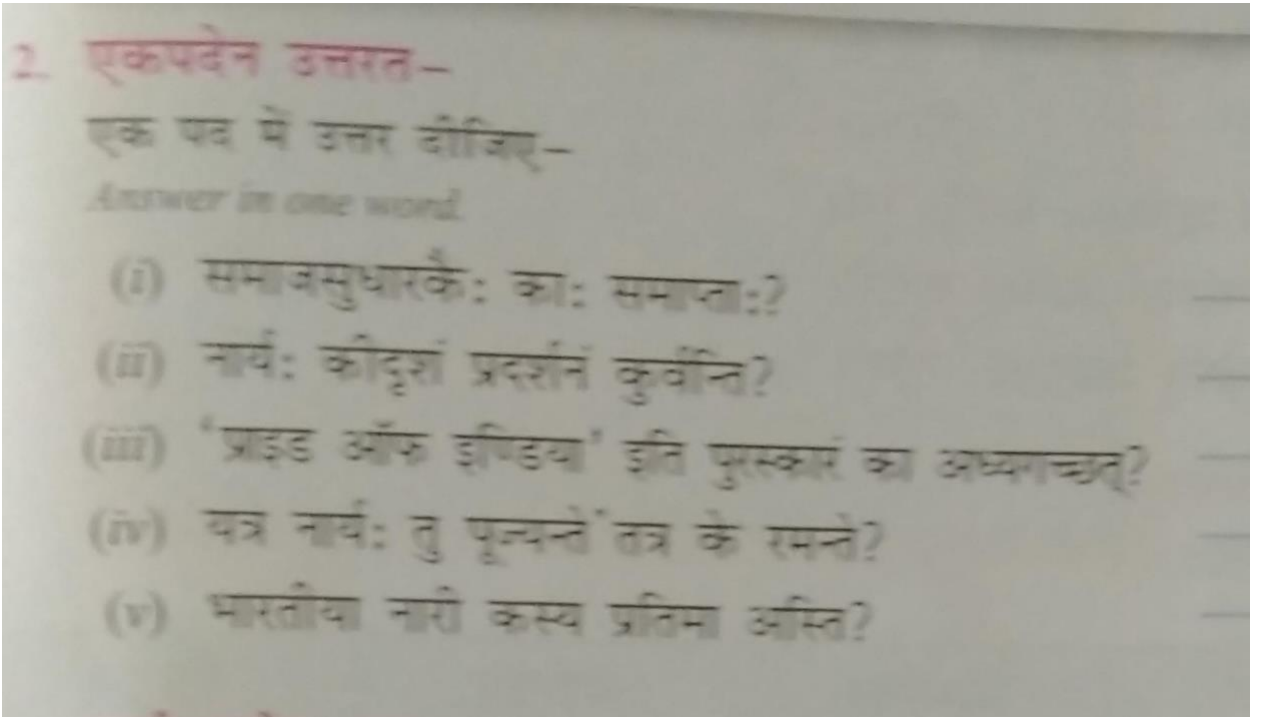 2. एकपदेन उत्तरत–
एक पद में उत्तर दीजिए–
Answer in one word.
(i) समाजसुधारकैः काः समाप्ताः?
(ii) नार्यः कीदृशं प्रदर्शनं कुर्वन्ति?
(iii) 'प्राइड ऑफ इण्डिया' इति पुरस्कारं का अध्यगच्छत्?
(iv) यत्र नार्यः तु पूज्यन्ते तत्र के रमन्ते?
(v) भारतीया नारी कस्य प्रतिमा अस्ति?